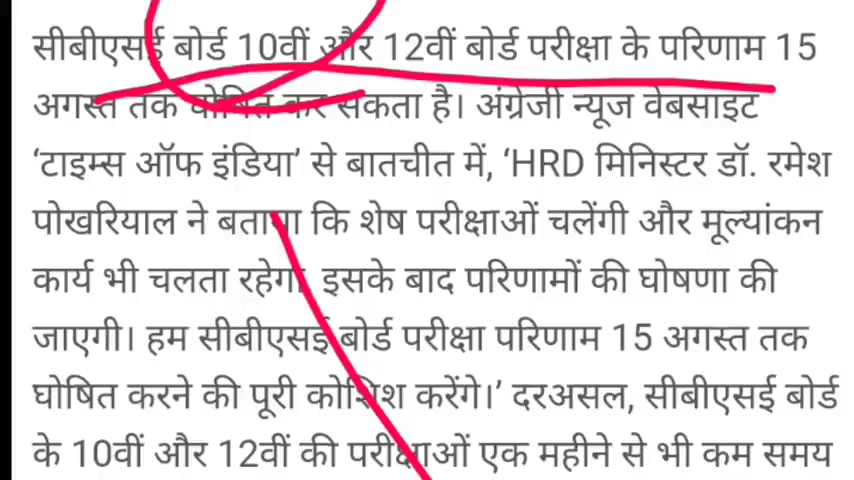 सीबीएसई बोर्ड 10वीं और 12वीं बोर्ड परीक्षा के परिणाम 15
अगस्त तक घोषित कर सकता है। अंग्रेजी न्यूज वेबसाइट
‘टाइम्स ऑफ इंडिया’ से बातचीत में, ‘HRD मिनिस्टर डॉ. रमेश
पोखरियाल ने बताया कि शेष परीक्षाओं चलेंगी और मूल्यांकन
कार्य भी चलता रहेगा, इसके बाद परिणामों की घोषणा की
जाएगी। हम सीबीएसई बोर्ड परीक्षा परिणाम 15 अगस्त तक
घोषित करने की पूरी कोशिश करेंगे।’ दरअसल, सीबीएसई बोर्ड
के 10वीं और 12वीं की परीक्षाओं एक महीने से भी कम समय